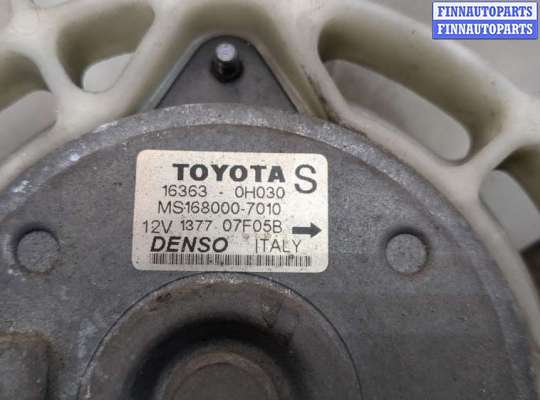 FINNAUTOPARTS
FINNAUTOPARTS
TOYOTA S
16363 - 0H030
MS168000-7010
12V 1377 07F05B
DENSO ITALY